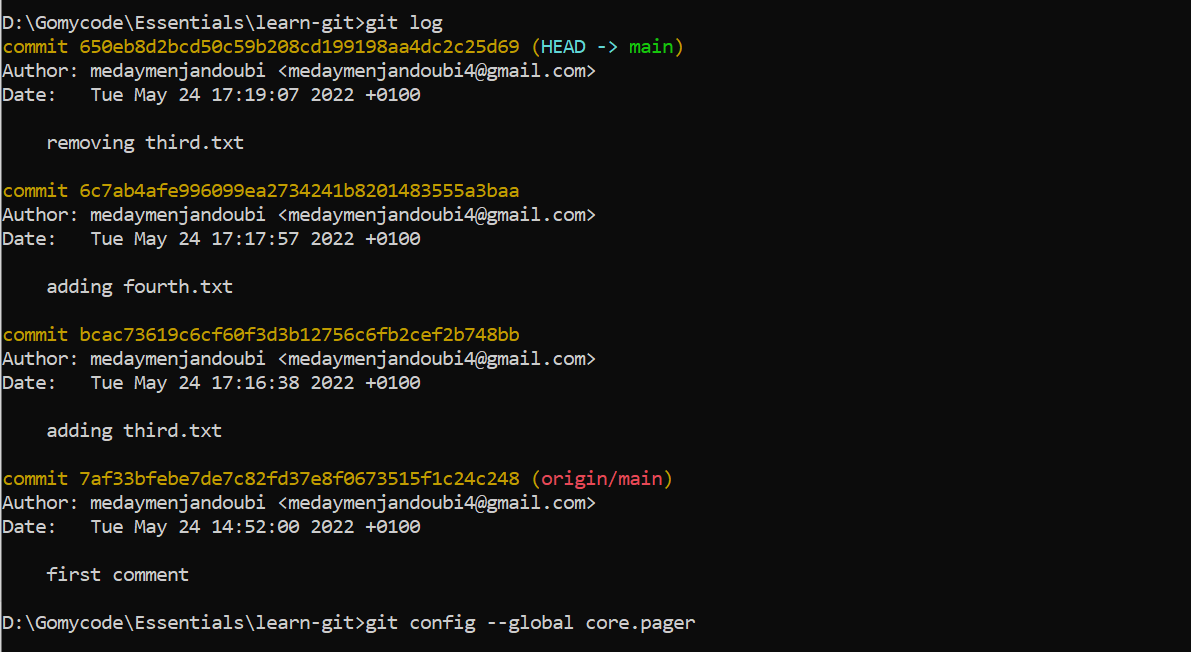 D:\Gomycode\Essentials\learn-git>git log
commit 650eb8d2bcd50c59b208cd199198aa4dc2c25d69 (HEAD -> main)
Author: medaymenjandoubi <medaymenjandoubi4@gmail.com>
Date:   Tue May 24 17:19:07 2022 +0100
removing third.txt
commit 6c7ab4afe996099ea2734241b8201483555a3baa
Author: medaymenjandoubi <medaymenjandoubi4@gmail.com>
Date:   Tue May 24 17:17:57 2022 +0100
adding fourth.txt
commit bcac73619c6cf60f3d3b12756c6fb2cef2b748bb
Author: medaymenjandoubi <medaymenjandoubi4@gmail.com>
Date:   Tue May 24 17:16:38 2022 +0100
adding third.txt
commit 7af33bfebe7de7c82fd37e8f0673515f1c24c248 (origin/main)
Author: medaymenjandoubi <medaymenjandoubi4@gmail.com>
Date:   Tue May 24 14:52:00 2022 +0100
first comment
D:\Gomycode\Essentials\learn-git>git config --global core.pager